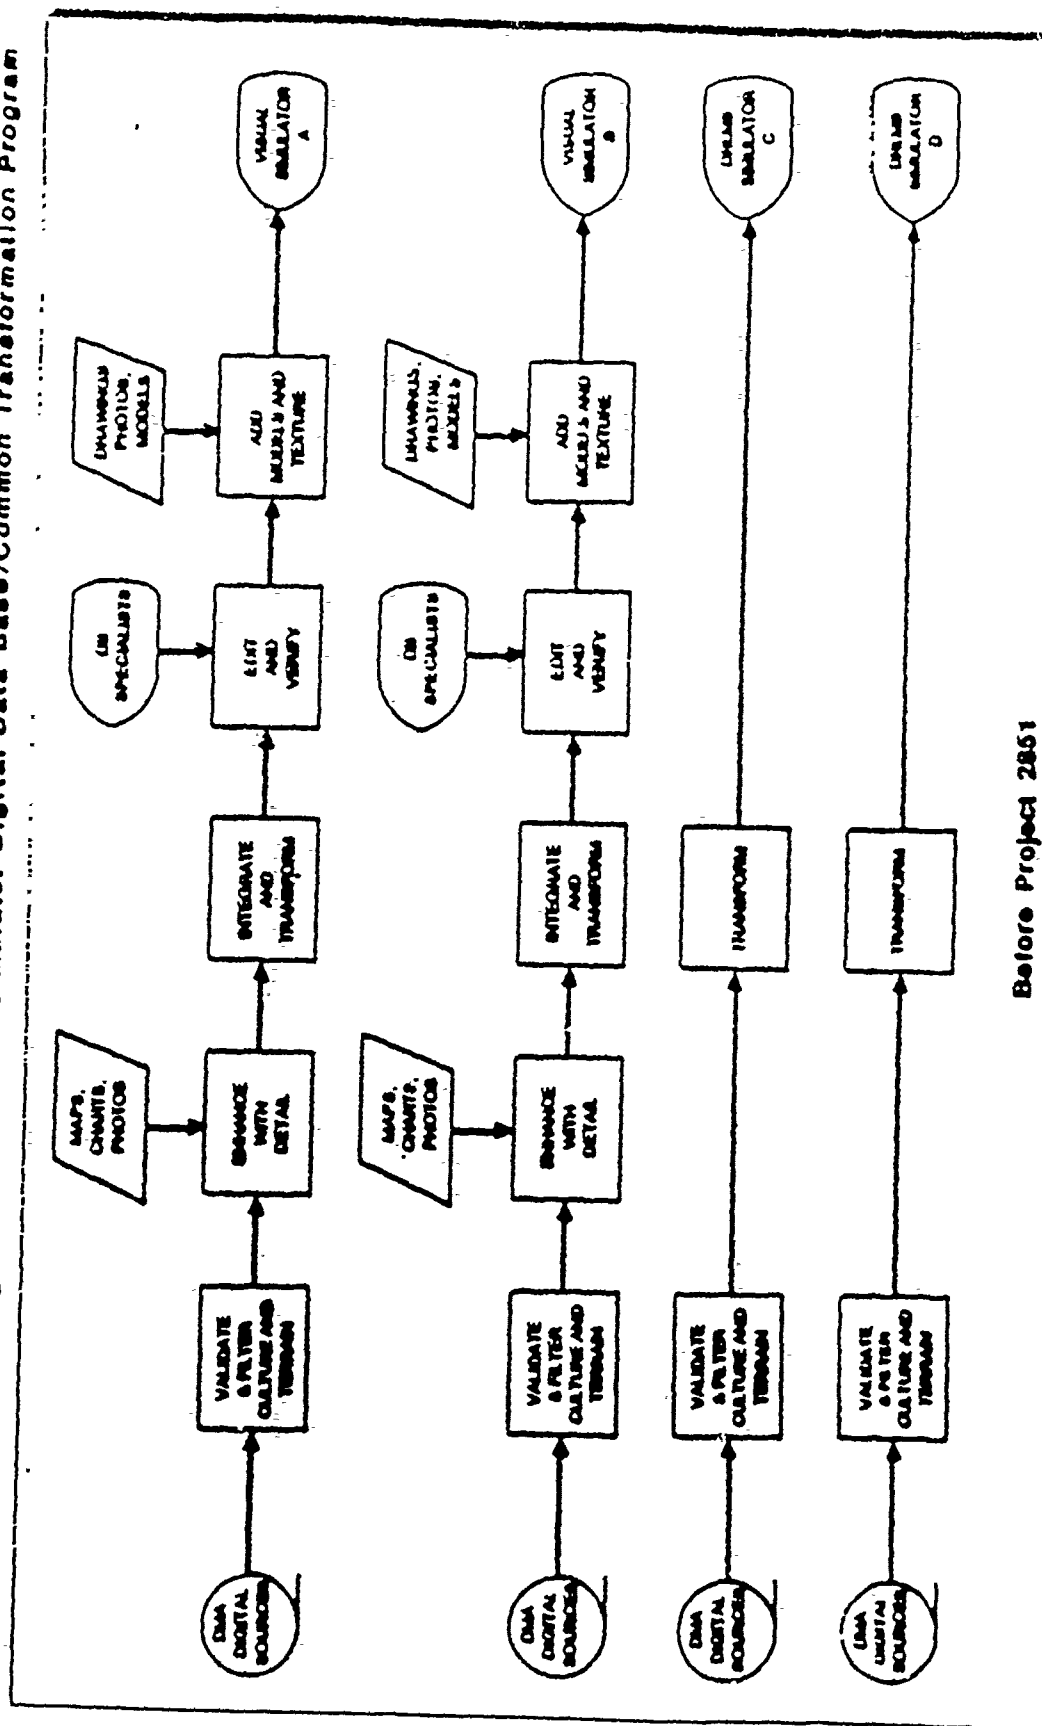 Digital Data Base/Common Transformation Program
DMA
DIGITAL
SOURCES
VALIDATE
& FILTER
CULTURE AND
TERRAIN
MAPS,
CHARTS,
PHOTOS
ENHANCE
WITH
DETAIL
INTEGRATE
AND
TRANSFORM
DB
SPECIALISTS
EDIT
AND
VERIFY
DRAWINGS
PHOTOS,
MODELS
ADD
MODELS AND
TEXTURE
VISUAL
SIMULATOR
A
DMA
DIGITAL
SOURCES
VALIDATE
& FILTER
CULTURE AND
TERRAIN
MAPS,
CHARTS,
PHOTOS
ENHANCE
WITH
DETAIL
INTEGRATE
AND
TRANSFORM
DB
SPECIALISTS
EDIT
AND
VERIFY
DRAWINGS,
PHOTOS,
MODELS
ADD
MODELS AND
TEXTURE
VISUAL
SIMULATOR
B
DMA
DIGITAL
SOURCES
VALIDATE
& FILTER
CULTURE AND
TERRAIN
TRANSFORM
DRLMS
SIMULATOR
C
DMA
DIGITAL
SOURCES
VALIDATE
& FILTER
CULTURE AND
TERRAIN
TRANSFORM
DRLMS
SIMULATOR
D
Before Project 2851